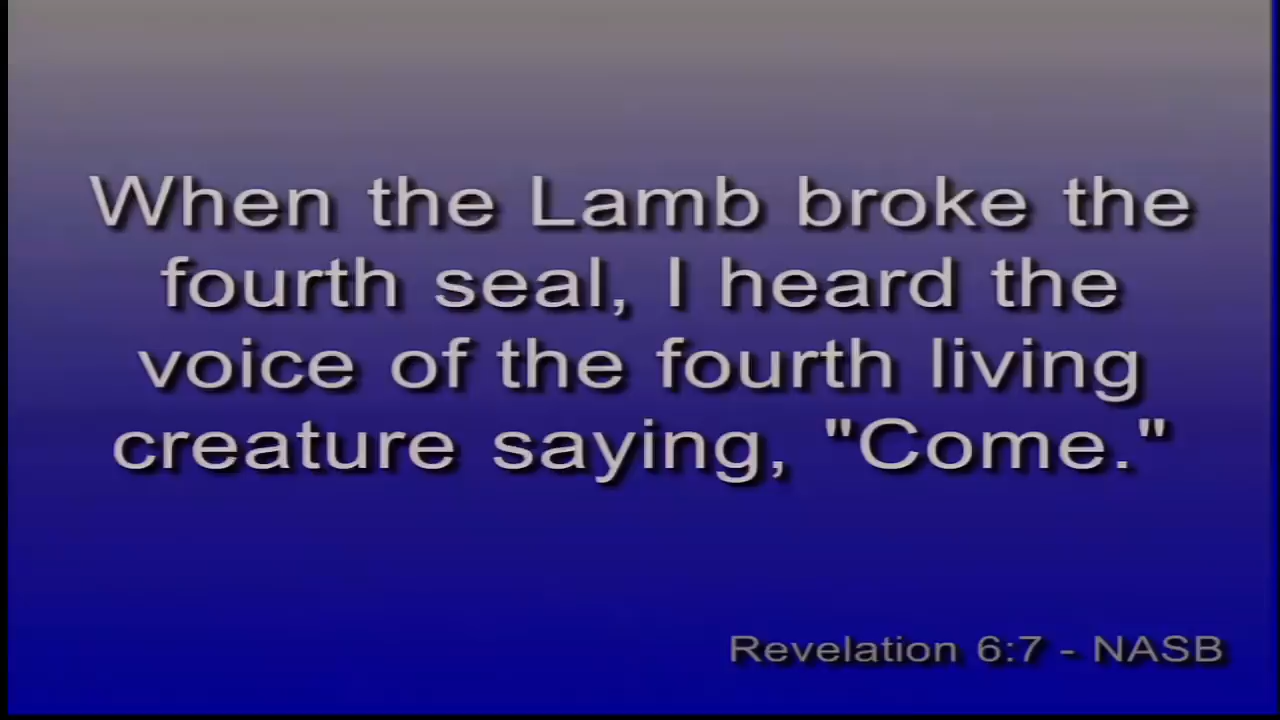 When the Lamb broke the
fourth seal, I heard the
voice of the fourth living
creature saying, "Come."
Revelation 6:7 - NASB